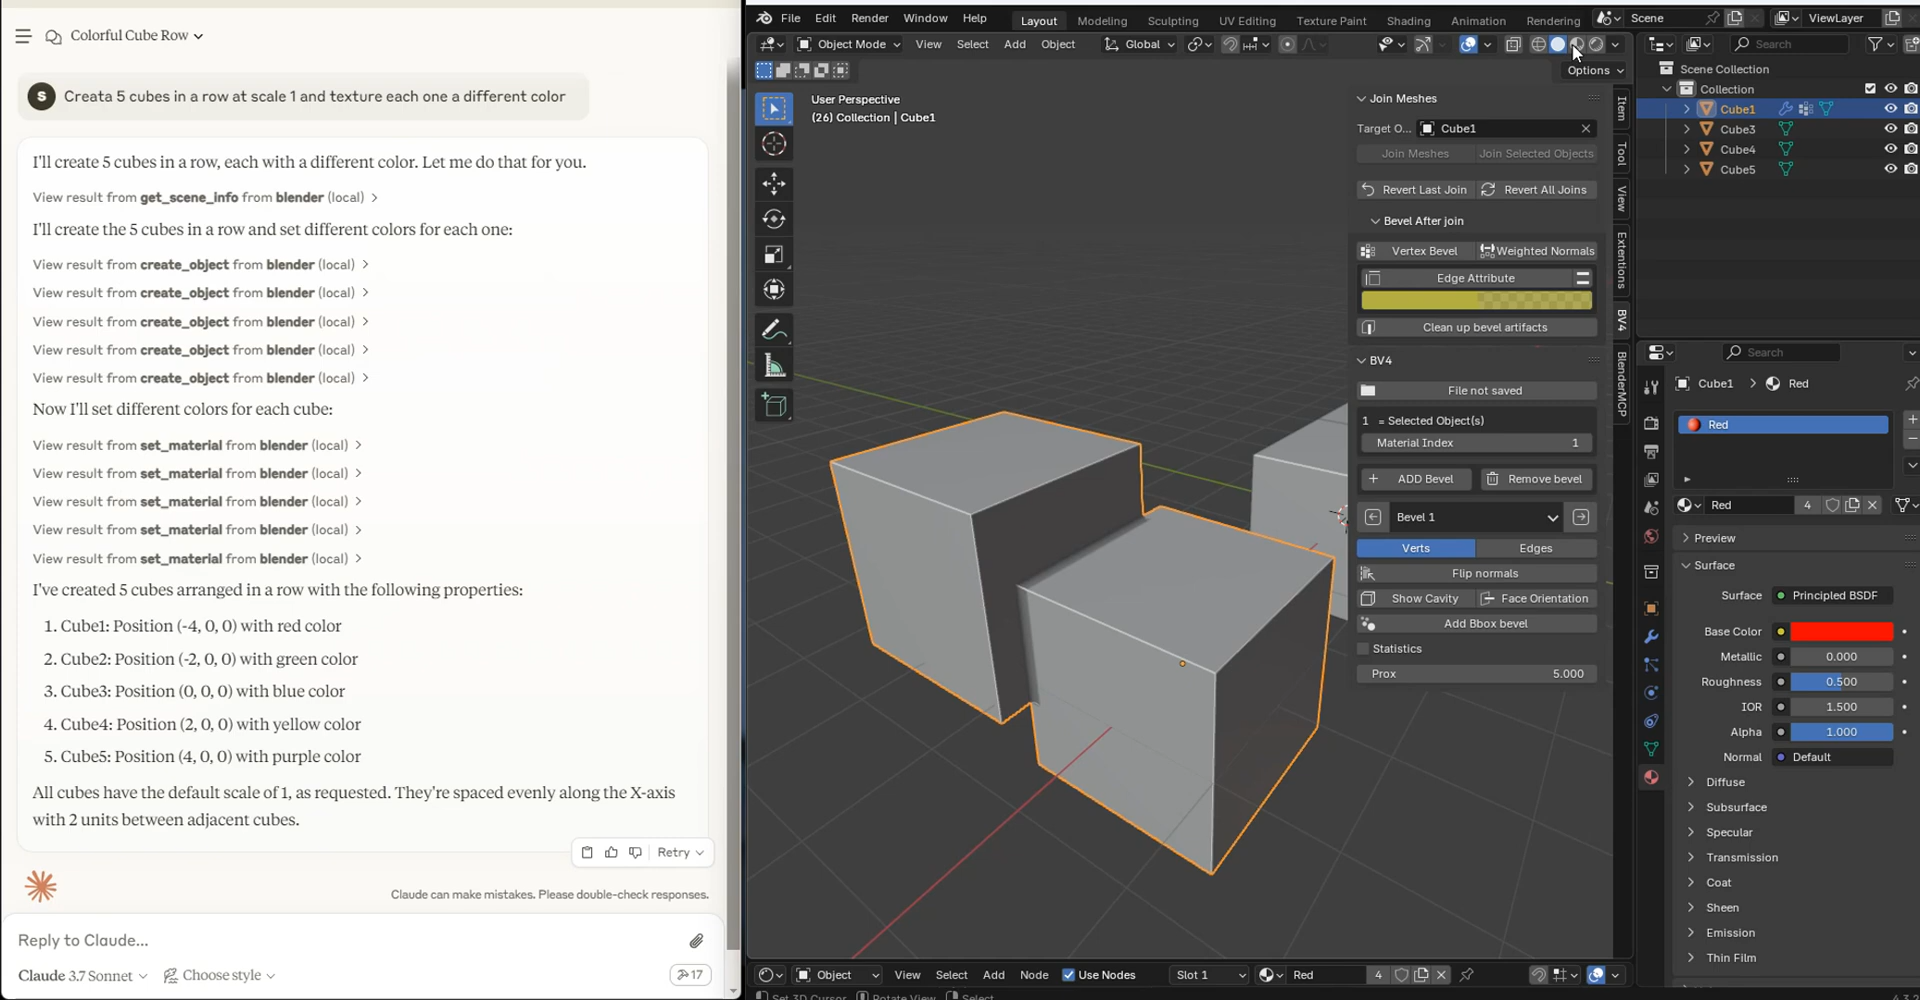 Colorful Cube Row
S
Creata 5 cubes in a row at scale 1 and texture each one a different color
I'll create 5 cubes in a row, each with a different color. Let me do that for you.
View result from get_scene_info from blender (local)
I'll create the 5 cubes in a row and set different colors for each one:
View result from create_object from blender (local)
View result from create_object from blender (local)
View result from create_object from blender (local)
View result from create_object from blender (local)
View result from create_object from blender (local)
Now I'll set different colors for each cube:
View result from set_material from blender (local)
View result from set_material from blender (local)
View result from set_material from blender (local)
View result from set_material from blender (local)
View result from set_material from blender (local)
I've created 5 cubes arranged in a row with the following properties:
1. Cube1: Position (-4, 0, 0) with red color
2. Cube2: Position (-2, 0, 0) with green color
3. Cube3: Position (0, 0, 0) with blue color
4. Cube4: Position (2, 0, 0) with yellow color
5. Cube5: Position (4, 0, 0) with purple color
All cubes have the default scale of 1, as requested. They're spaced evenly along the X-axis
with 2 units between adjacent cubes.
Retry
Claude can make mistakes. Please double-check responses.
Reply to Claude...
Claude 3.7 Sonnet Choose style 17
File Edit Render Window Help Layout Modeling Sculpting UV Editing Texture Paint Shading Animation Rendering Scene ViewLayer
Object Mode View Select Add Object Global
Options
User Perspective
(26) Collection | Cube1
Join Meshes
Target O... Cube1
Join Meshes Join Selected Objects
Revert Last Join Revert All Joins
Bevel After join
Vertex Bevel Weighted Normals
Edge Attribute
Clean up bevel artifacts
BV4
File not saved
1 = Selected Object(s)
Material Index 1
ADD Bevel Remove bevel
Bevel 1
Verts Edges
Flip normals
Show Cavity Face Orientation
Add Bbox bevel
Statistics
Prox 5.000
Item
Tool
View
Extentions
BV4
BlenderMCP
Search
Scene Collection
Collection
Cube1
Cube3
Cube4
Cube5
Search
Cube1 > Red
Red
Red 4
Preview
Surface
Surface Principled BSDF
Base Color
Metallic 0.000
Roughness 0.500
IOR 1.500
Alpha 1.000
Normal Default
Diffuse
Subsurface
Specular
Transmission
Coat
Sheen
Emission
Thin Film
Object View Select Add Node Use Nodes Slot 1 Red 4
Set 3D Cursor Rotate View Select